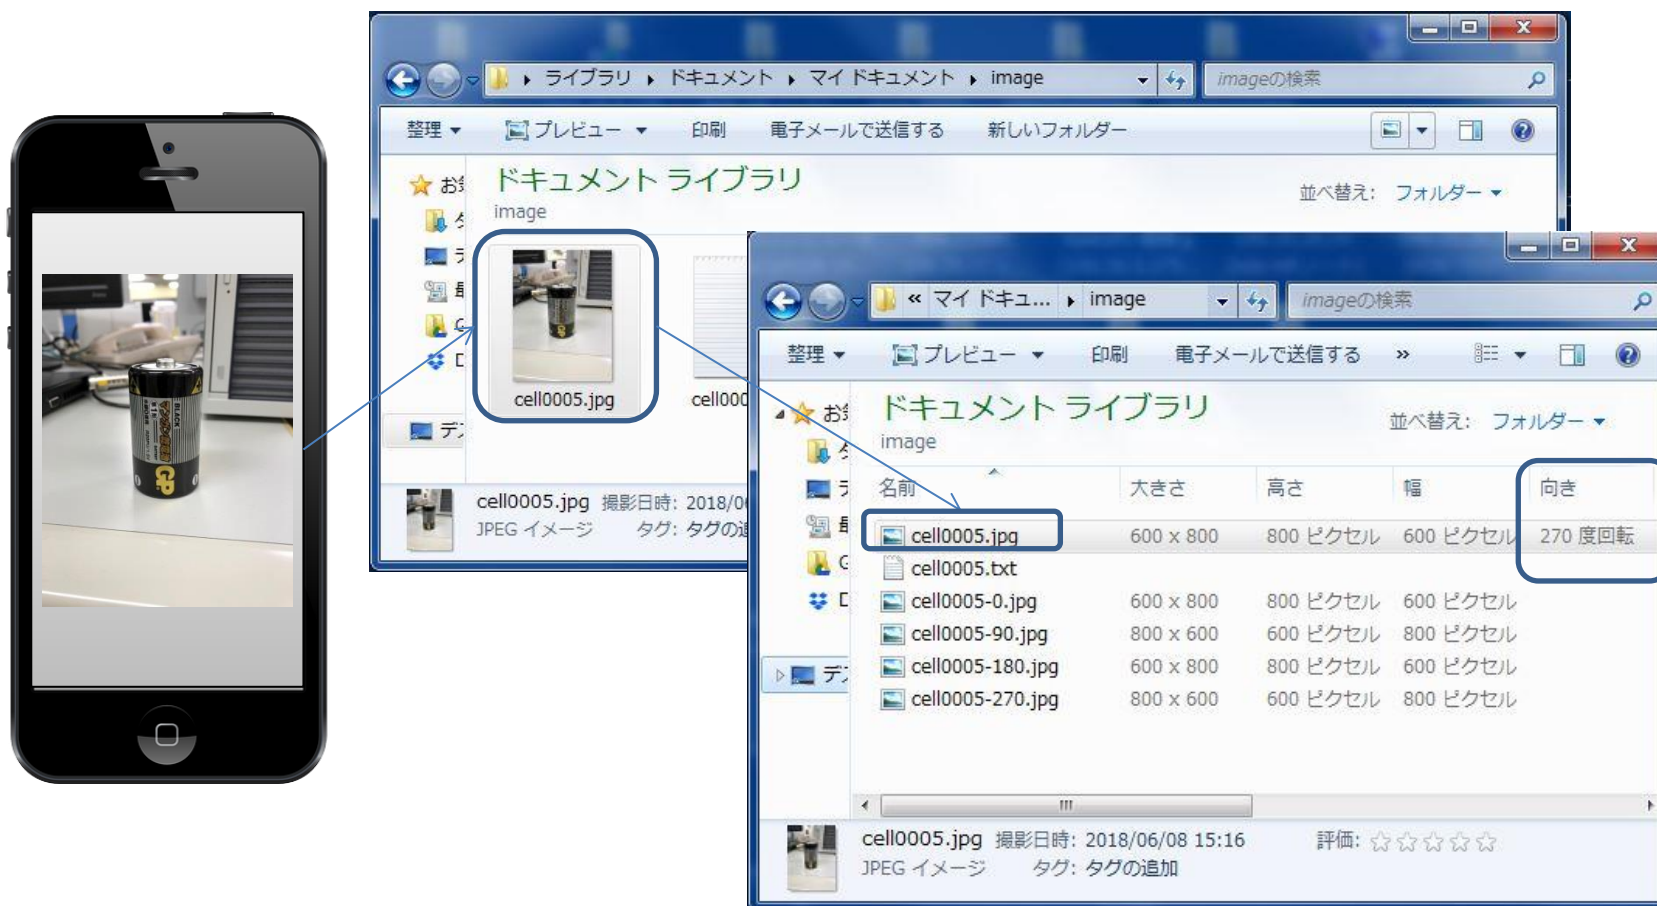 ライブラリ ▸ ドキュメント ▸ マイ ドキュメント ▸ image
imageの検索
整理 プレビュー 印刷 電子メールで送信する 新しいフォルダー
ドキュメント ライブラリ
image
並べ替え: フォルダー
cell0005.jpg
cell0005.jpg 撮影日時:
JPEG イメージ タグ:
GP
« マイ ドキュ... ▸ image
imageの検索
整理 プレビュー 印刷 電子メールで送信する »
ドキュメント ライブラリ
image
並べ替え: フォルダー
名前 大きさ 高さ 幅 向き
cell0005.jpg 600 x 800 800 ピクセル 600 ピクセル 270 度回転
cell0005.txt
cell0005-0.jpg 600 x 800 800 ピクセル 600 ピクセル
cell0005-90.jpg 800 x 600 600 ピクセル 800 ピクセル
cell0005-180.jpg 600 x 800 800 ピクセル 600 ピクセル
cell0005-270.jpg 800 x 600 600 ピクセル 800 ピクセル
cell0005.jpg 撮影日時: 2018/06/08 15:16 評価: ☆☆☆☆☆
JPEG イメージ タグ: タグの追加